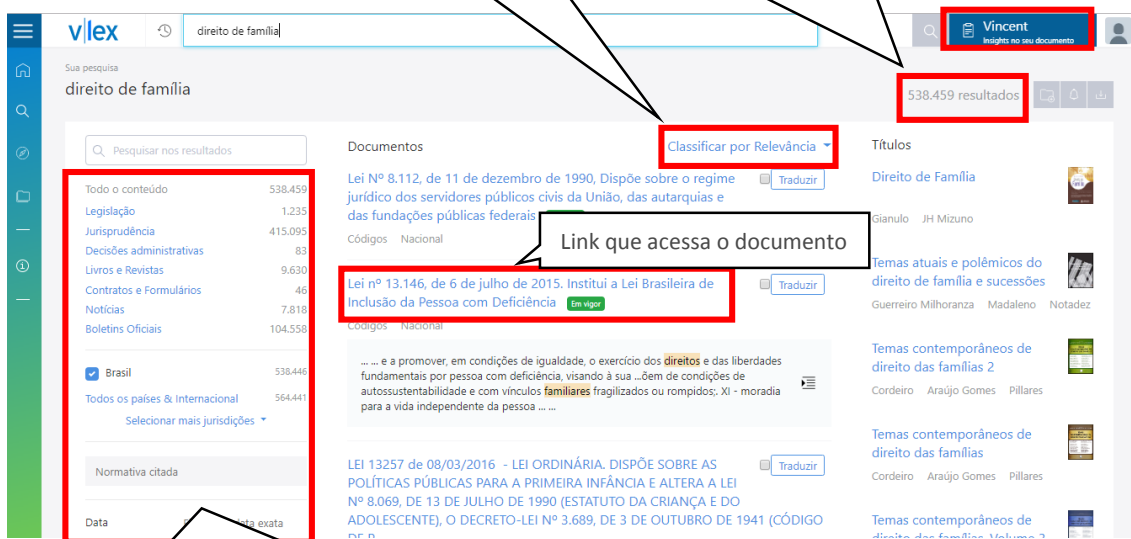 vlex
direito de família
Vincent
Insights no seu documento
Sua pesquisa
direito de família
538.459 resultados
Pesquisar nos resultados
Todo o conteúdo 538.459
Legislação 1.235
Jurisprudência 415.095
Decisões administrativas 83
Livros e Revistas 9.630
Contratos e Formulários 46
Notícias 7.818
Boletins Oficiais 104.558
Brasil 538.446
Todos os países & Internacional 564.441
Selecionar mais jurisdições
Normativa citada
Data
data exata
Documentos
Classificar por Relevância
Lei Nº 8.112, de 11 de dezembro de 1990, Dispõe sobre o regime
jurídico dos servidores públicos civis da União, das autarquias e
das fundações públicas federais
Traduzir
Códigos Nacional
Link que acessa o documento
Lei nº 13.146, de 6 de julho de 2015. Institui a Lei Brasileira de
Inclusão da Pessoa com Deficiência Em vigor
Traduzir
Códigos Nacional
... ... e a promover, em condições de igualdade, o exercício dos direitos e das liberdades
fundamentais por pessoa com deficiência, visando à sua ...õem de condições de
autossustentabilidade e com vínculos familiares fragilizados ou rompidos;. XI - moradia
para a vida independente da pessoa ... ...
LEI 13257 de 08/03/2016 - LEI ORDINÁRIA. DISPÕE SOBRE AS
POLÍTICAS PÚBLICAS PARA A PRIMEIRA INFÂNCIA E ALTERA A LEI
Nº 8.069, DE 13 DE JULHO DE 1990 (ESTATUTO DA CRIANÇA E DO
ADOLESCENTE), O DECRETO-LEI Nº 3.689, DE 3 DE OUTUBRO DE 1941 (CÓDIGO
Traduzir
Títulos
Direito de Família
Gianulo JH Mizuno
Temas atuais e polêmicos do
direito de família e sucessões
Guerreiro Milhoranza Madaleno Notadez
Temas contemporâneos de
direito das famílias 2
Cordeiro Araújo Gomes Pillares
Temas contemporâneos de
direito das famílias
Cordeiro Araújo Gomes Pillares
Temas contemporâneos de
direito das famílias. Volume 3